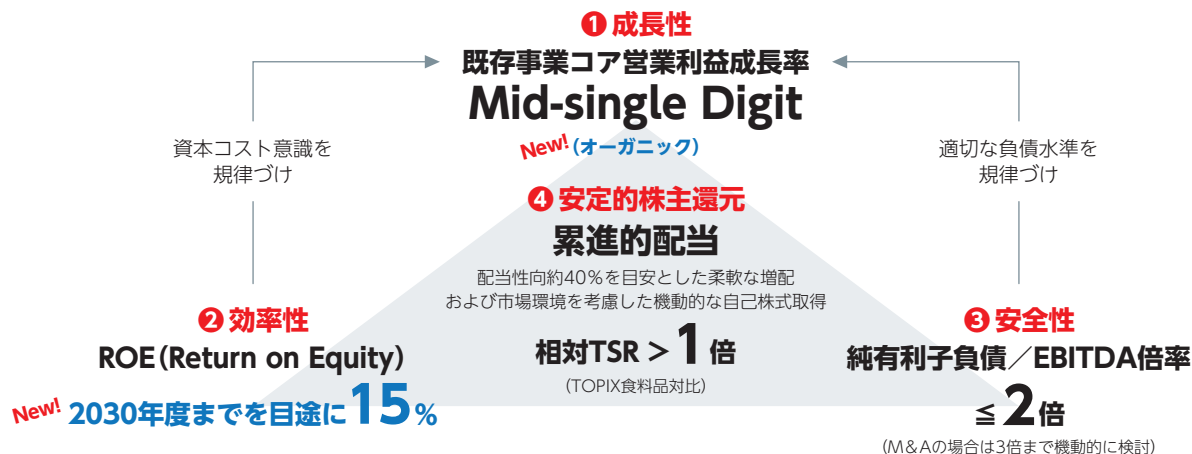 ❶ 成長性
既存事業コア営業利益成長率
Mid-single Digit
New! (オーガニック)
資本コスト意識を
規律づけ
適切な負債水準を
規律づけ
❹ 安定的株主還元
累進的配当
配当性向約40%を目安とした柔軟な増配
および市場環境を考慮した機動的な自己株式取得
相対TSR > 1 倍
(TOPIX食料品対比)
❷ 効率性
ROE(Return on Equity)
New! 2030年度までを目途に 15%
❸ 安全性
純有利子負債/EBITDA倍率
≦ 2倍
(M&Aの場合は3倍まで機動的に検討)